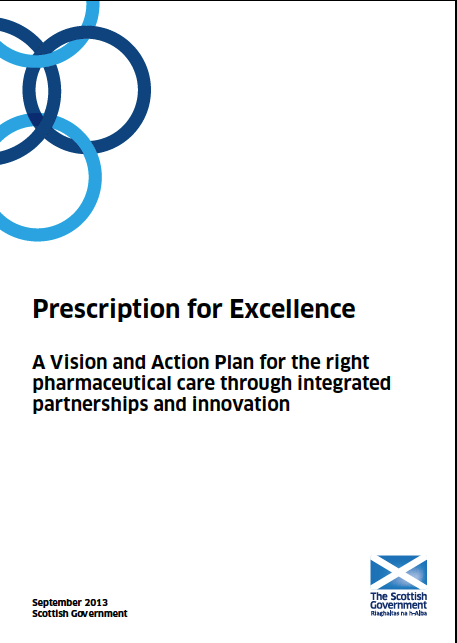 Prescription for Excellence
A Vision and Action Plan for the right
pharmaceutical care through integrated
partnerships and innovation
September 2013
Scottish Government
The Scottish
Government
Riaghaltas na h-Alba